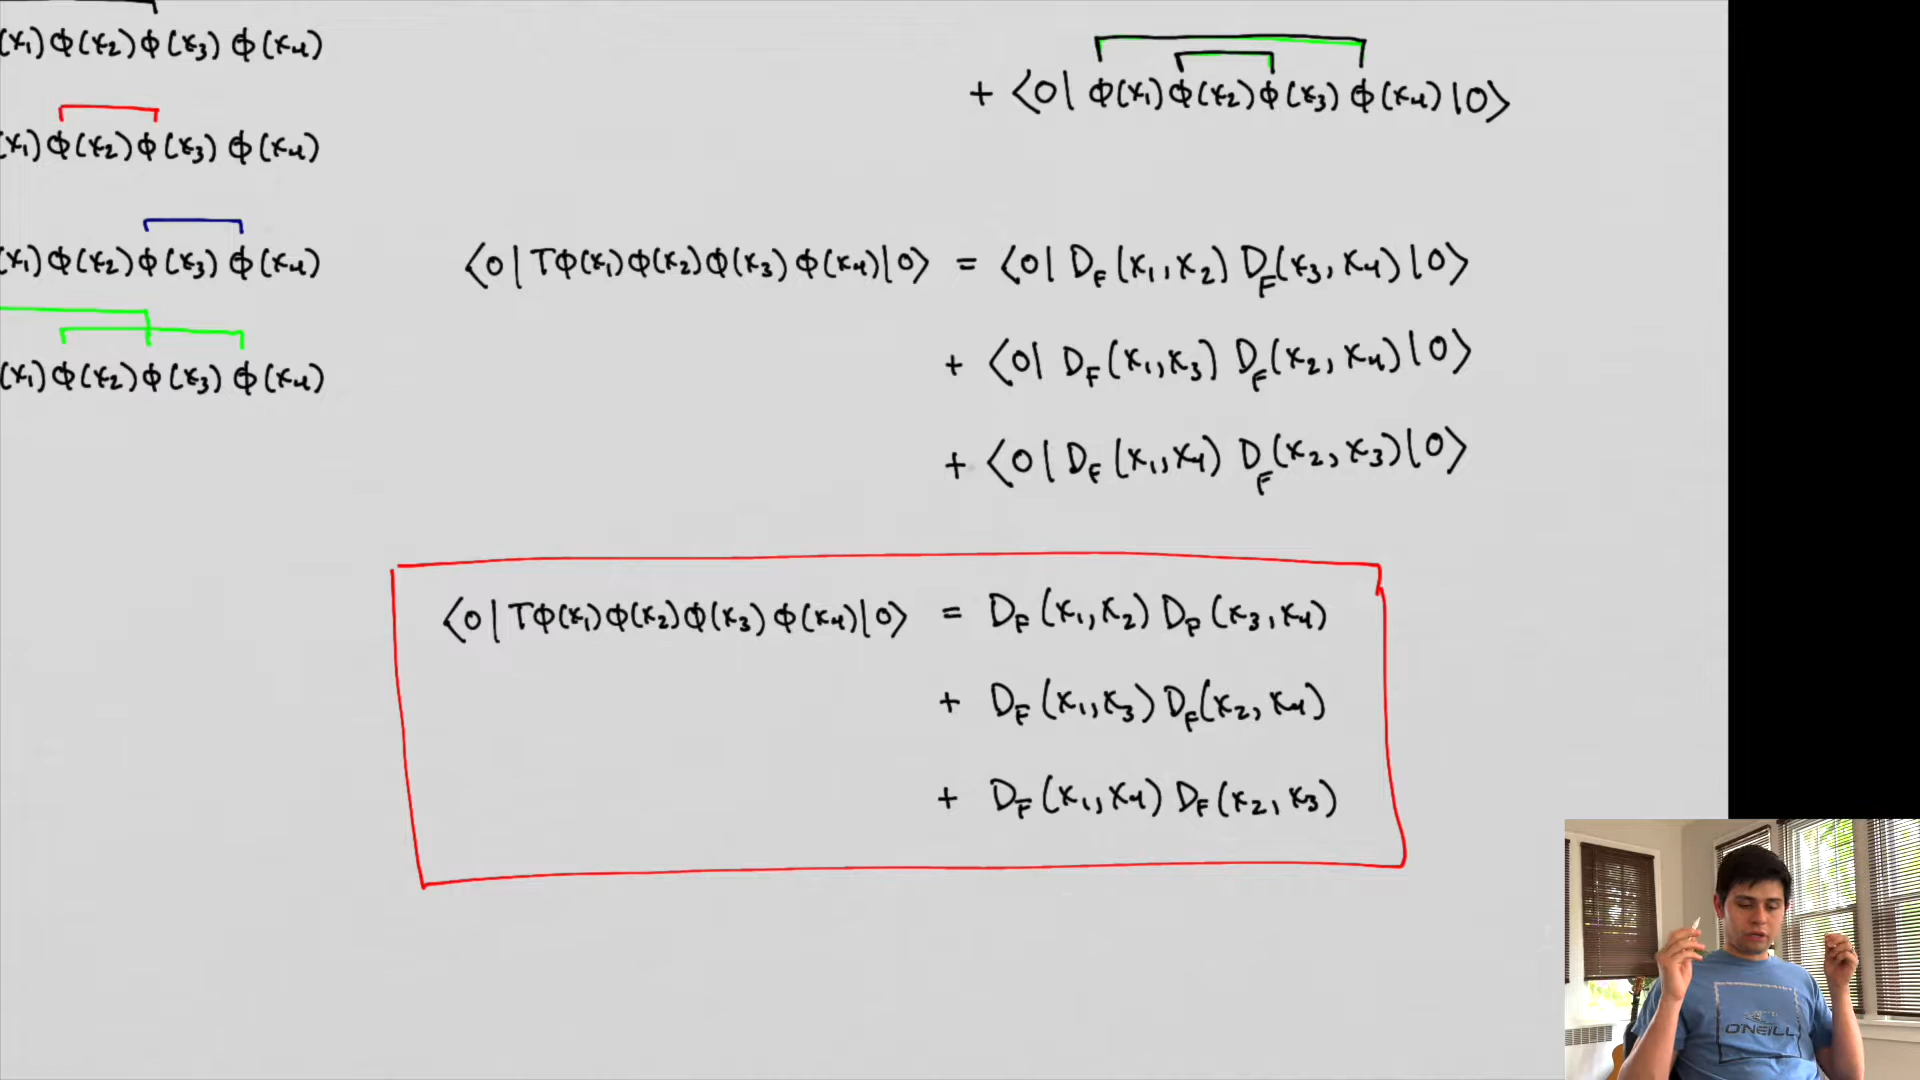 (x₁)ϕ(x₂)ϕ(x₃)ϕ(x₄)
(x₁)ϕ(x₂)ϕ(x₃)ϕ(x₄)
(x₁)ϕ(x₂)ϕ(x₃)ϕ(x₄)
(x₁)ϕ(x₂)ϕ(x₃)ϕ(x₄)
+ ⟨0|ϕ(x₁)ϕ(x₂)ϕ(x₃)ϕ(x₄)|0⟩
⟨0|Tϕ(x₁)ϕ(x₂)ϕ(x₃)ϕ(x₄)|0⟩ = ⟨0|D_F(x₁,x₂)D_F(x₃,x₄)|0⟩
+ ⟨0|D_F(x₁,x₃)D_F(x₂,x₄)|0⟩
+ ⟨0|D_F(x₁,x₄)D_F(x₂,x₃)|0⟩
⟨0|Tϕ(x₁)ϕ(x₂)ϕ(x₃)ϕ(x₄)|0⟩ = D_F(x₁,x₂)D_F(x₃,x₄)
+ D_F(x₁,x₃)D_F(x₂,x₄)
+ D_F(x₁,x₄)D_F(x₂,x₃)
O'NEILL